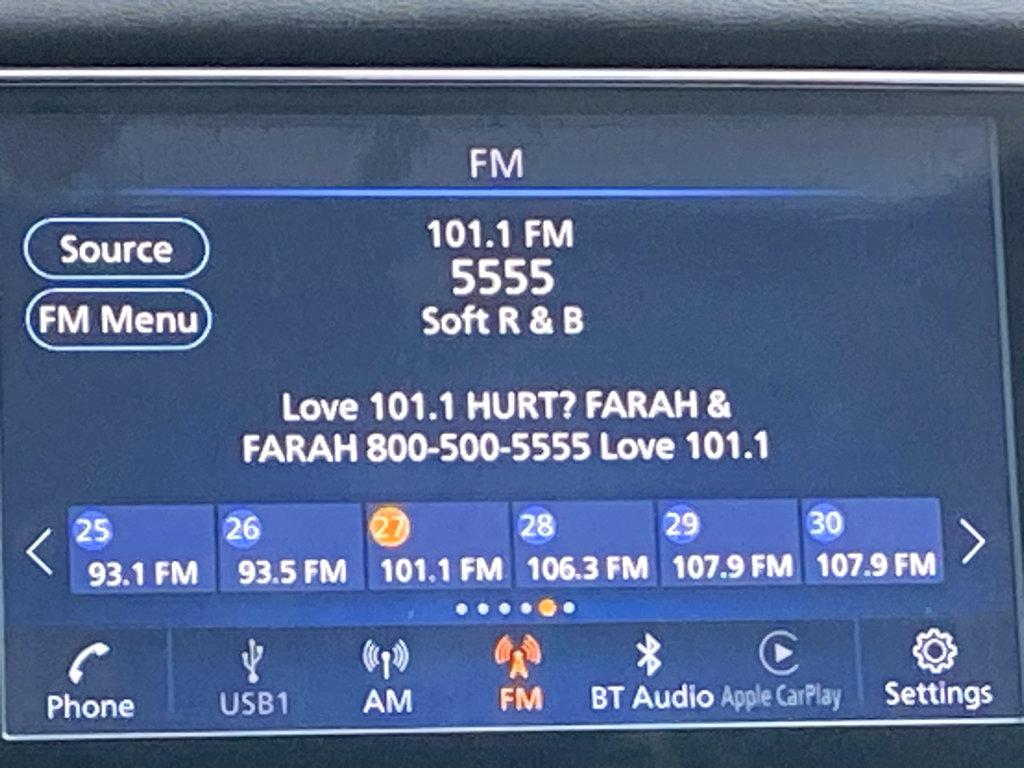 FM
Source
FM Menu
101.1 FM
5555
Soft R & B
Love 101.1 HURT? FARAH &
FARAH 800-500-5555 Love 101.1
25
93.1 FM
26
93.5 FM
27
101.1 FM
28
106.3 FM
29
107.9 FM
30
107.9 FM
Phone
USB1
AM
FM
BT Audio
Apple CarPlay
Settings